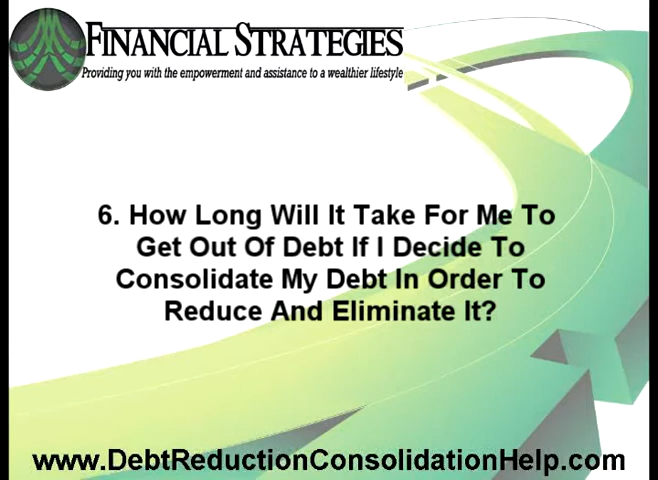 FINANCIAL STRATEGIES
Providing you with the empowerment and assistance to a wealthier lifestyle
6. How Long Will It Take For Me To
Get Out Of Debt If I Decide To
Consolidate My Debt In Order To
Reduce And Eliminate It?
www.DebtReductionConsolidationHelp.com